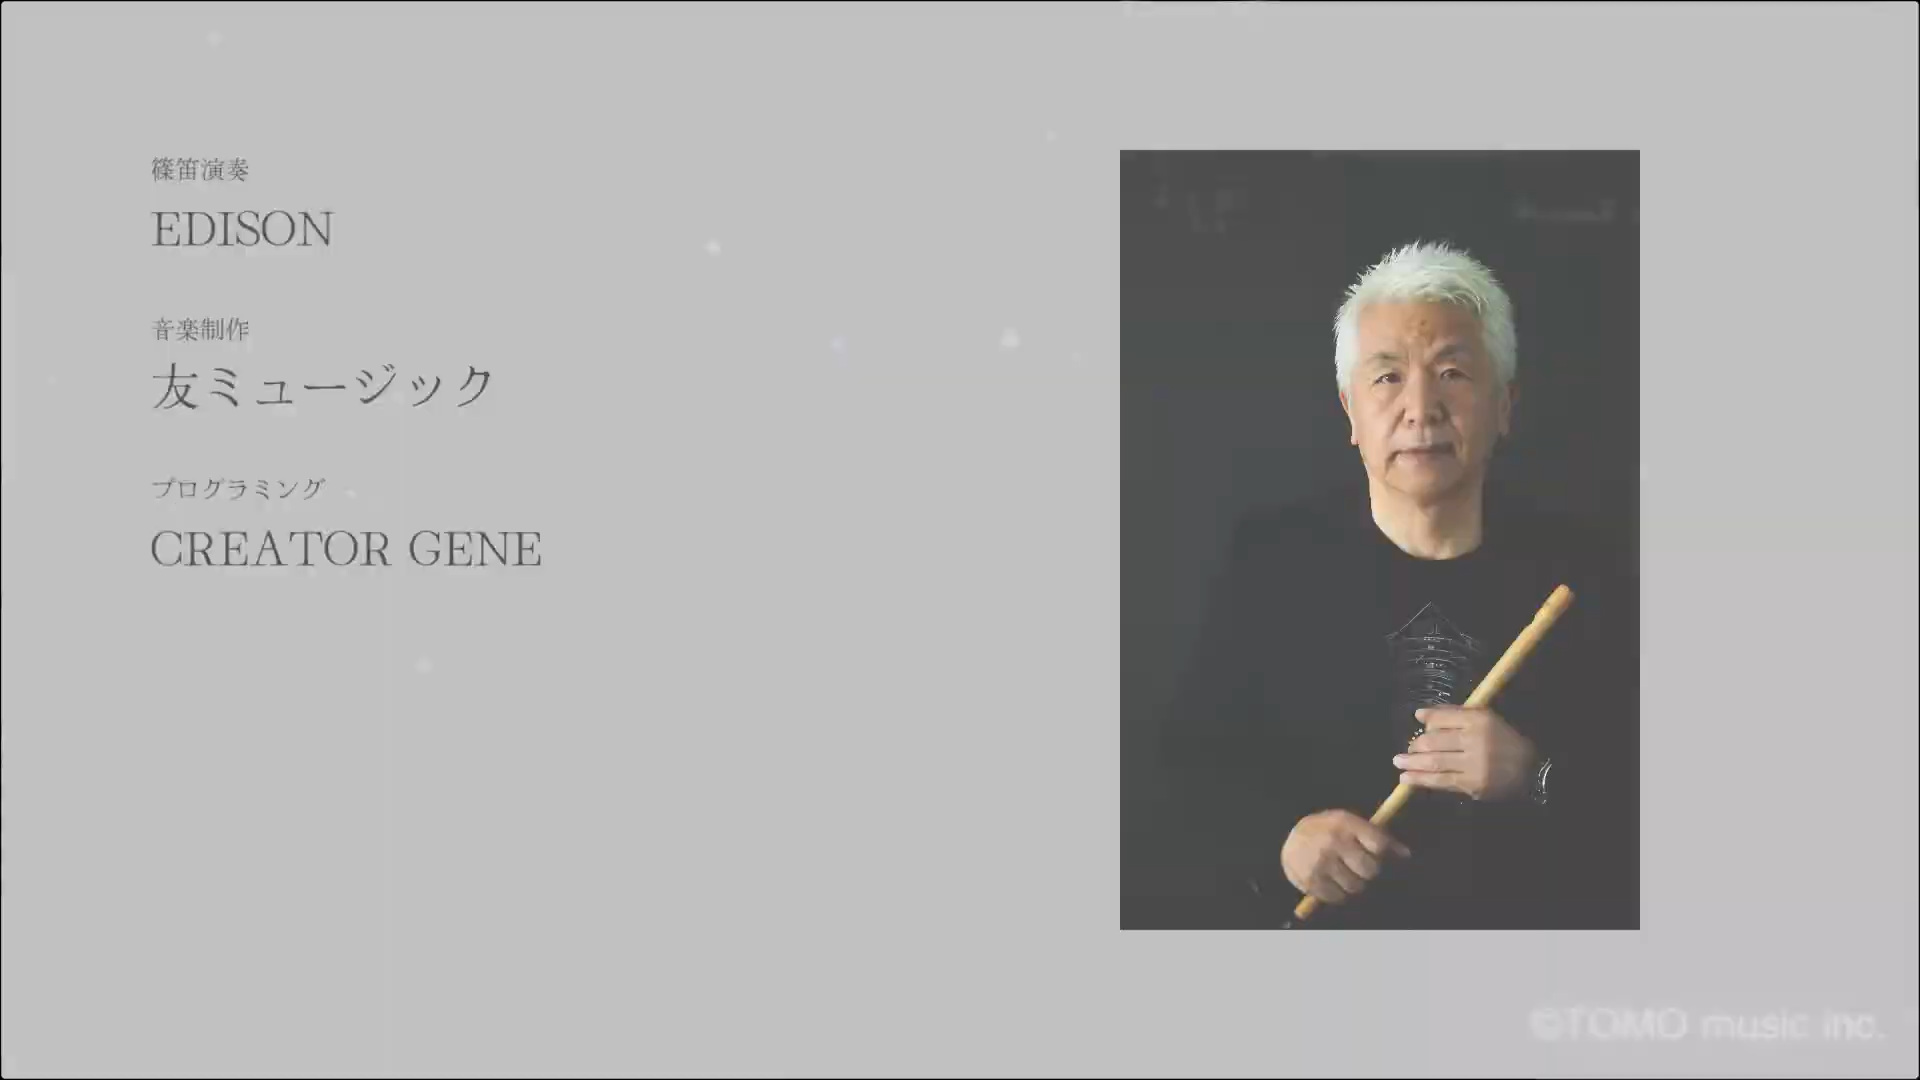 篠笛演奏
EDISON
音楽制作
友ミュージック
プログラミング
CREATOR GENE
©TOMO music inc.